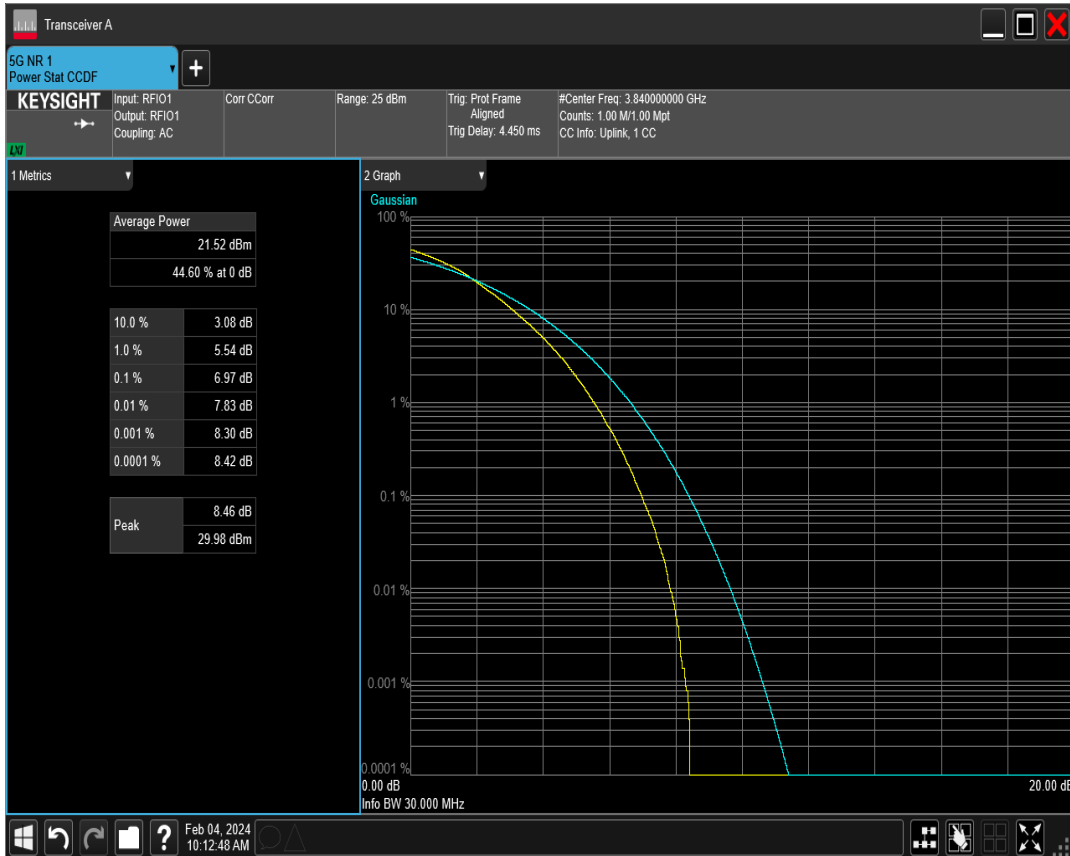 Transceiver A
5G NR 1
Power Stat CCDF
KEYSIGHT
LXI
Input: RFIO1
Output: RFIO1
Coupling: AC
Corr CCorr
Range: 25 dBm
Trig: Prot Frame
Aligned
Trig Delay: 4.450 ms
#Center Freq: 3.840000000 GHz
Counts: 1.00 M/1.00 Mpt
CC Info: Uplink, 1 CC
1 Metrics
Average Power
21.52 dBm
44.60 % at 0 dB
10.0 % 3.08 dB
1.0 % 5.54 dB
0.1 % 6.97 dB
0.01 % 7.83 dB
0.001 % 8.30 dB
0.0001 % 8.42 dB
Peak
8.46 dB
29.98 dBm
2 Graph
Gaussian
100 %
10 %
1 %
0.1 %
0.01 %
0.001 %
0.0001 %
0.00 dB 20.00 dB
Info BW 30.000 MHz
?
Feb 04, 2024
10:12:48 AM